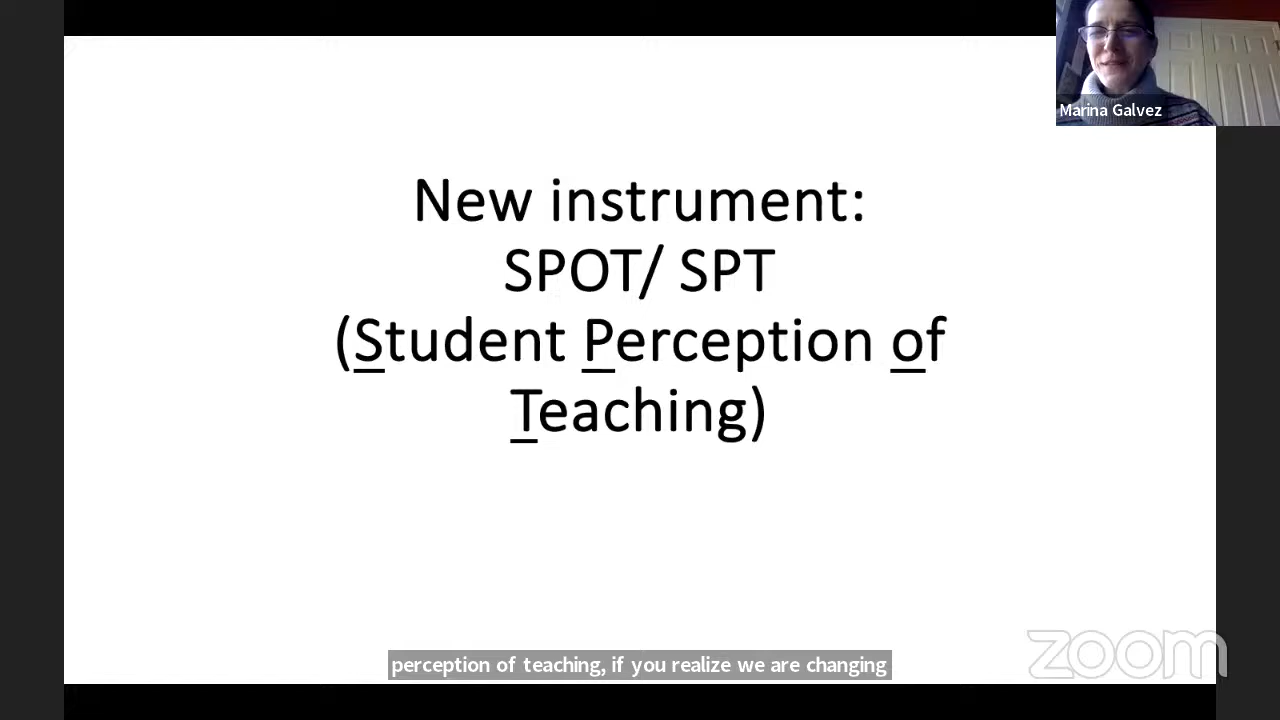 Marina Galvez
New instrument:
SPOT/ SPT
(Student Perception of
Teaching)
perception of teaching, if you realize we are changing
zoom